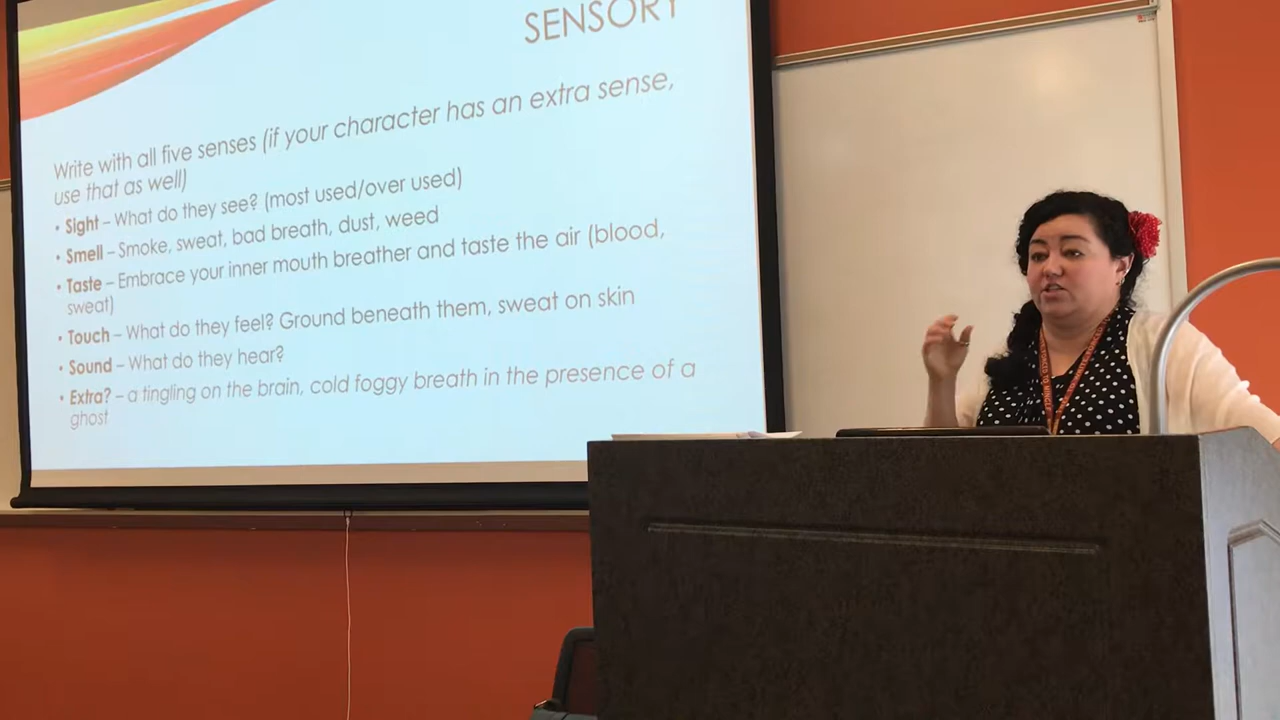 SENSORY
Write with all five senses (if your character has an extra sense,
use that as well)
• Sight – What do they see? (most used/over used)
• Smell – Smoke, sweat, bad breath, dust, weed
• Taste – Embrace your inner mouth breather and taste the air (blood,
sweat)
• Touch – What do they feel? Ground beneath them, sweat on skin
• Sound – What do they hear?
• Extra? – a tingling on the brain, cold foggy breath in the presence of a
ghost